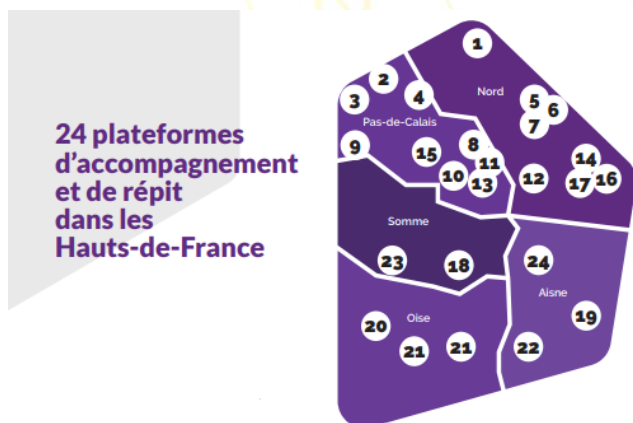 24 plateformes
d'accompagnement
et de répit
dans les
Hauts-de-France
1
2
3
4
Nord
5
6
7
Pas-de-Calais
8
9
15
11
14
10
13
12
17
16
Somme
23
18
24
Aisne
19
Oise
20
21
21
22